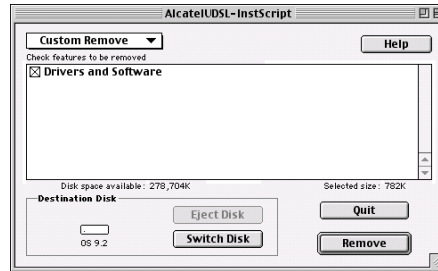 AlcatelUDSL-InstScript
Custom Remove
Help
Check features to be removed
Drivers and Software
Disk space available: 278,704K
Selected size: 782K
Destination Disk
Eject Disk
Quit
OS 9.2
Switch Disk
Remove